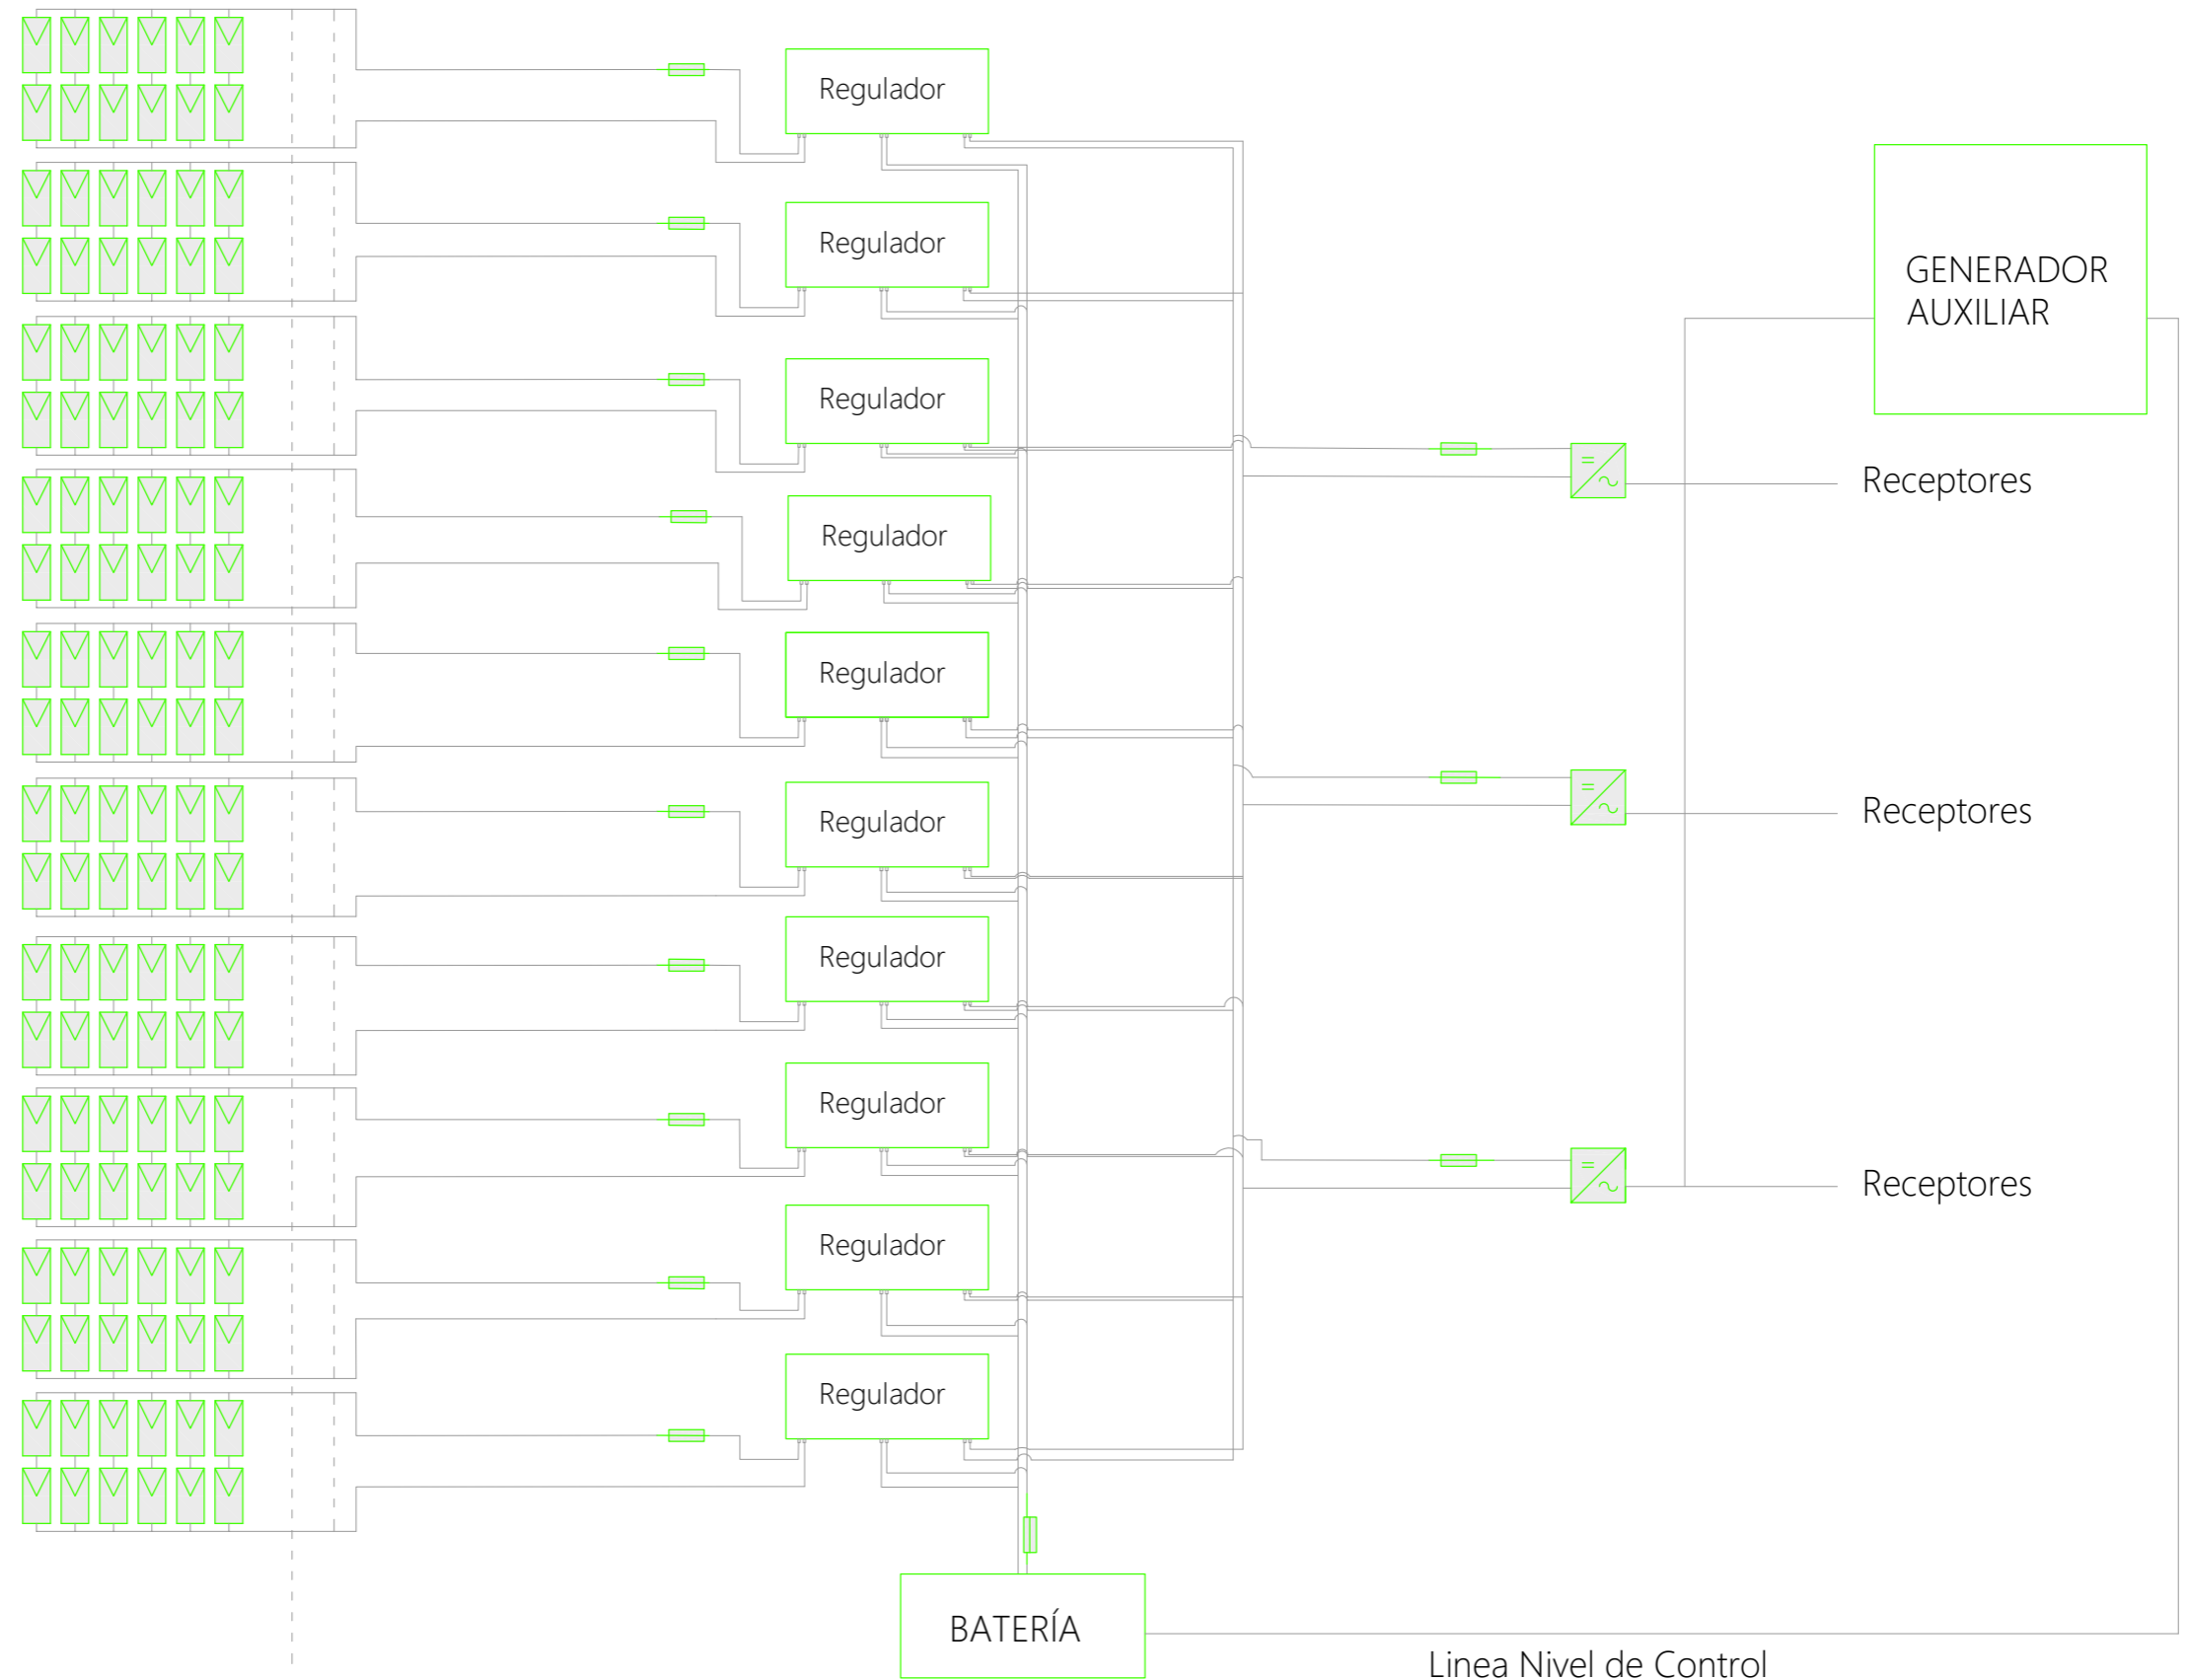 Regulador
Regulador
GENERADOR
AUXILIAR
Regulador
Receptores
Regulador
Regulador
Receptores
Regulador
Regulador
Regulador
Receptores
Regulador
Regulador
BATERÍA
Linea Nivel de Control